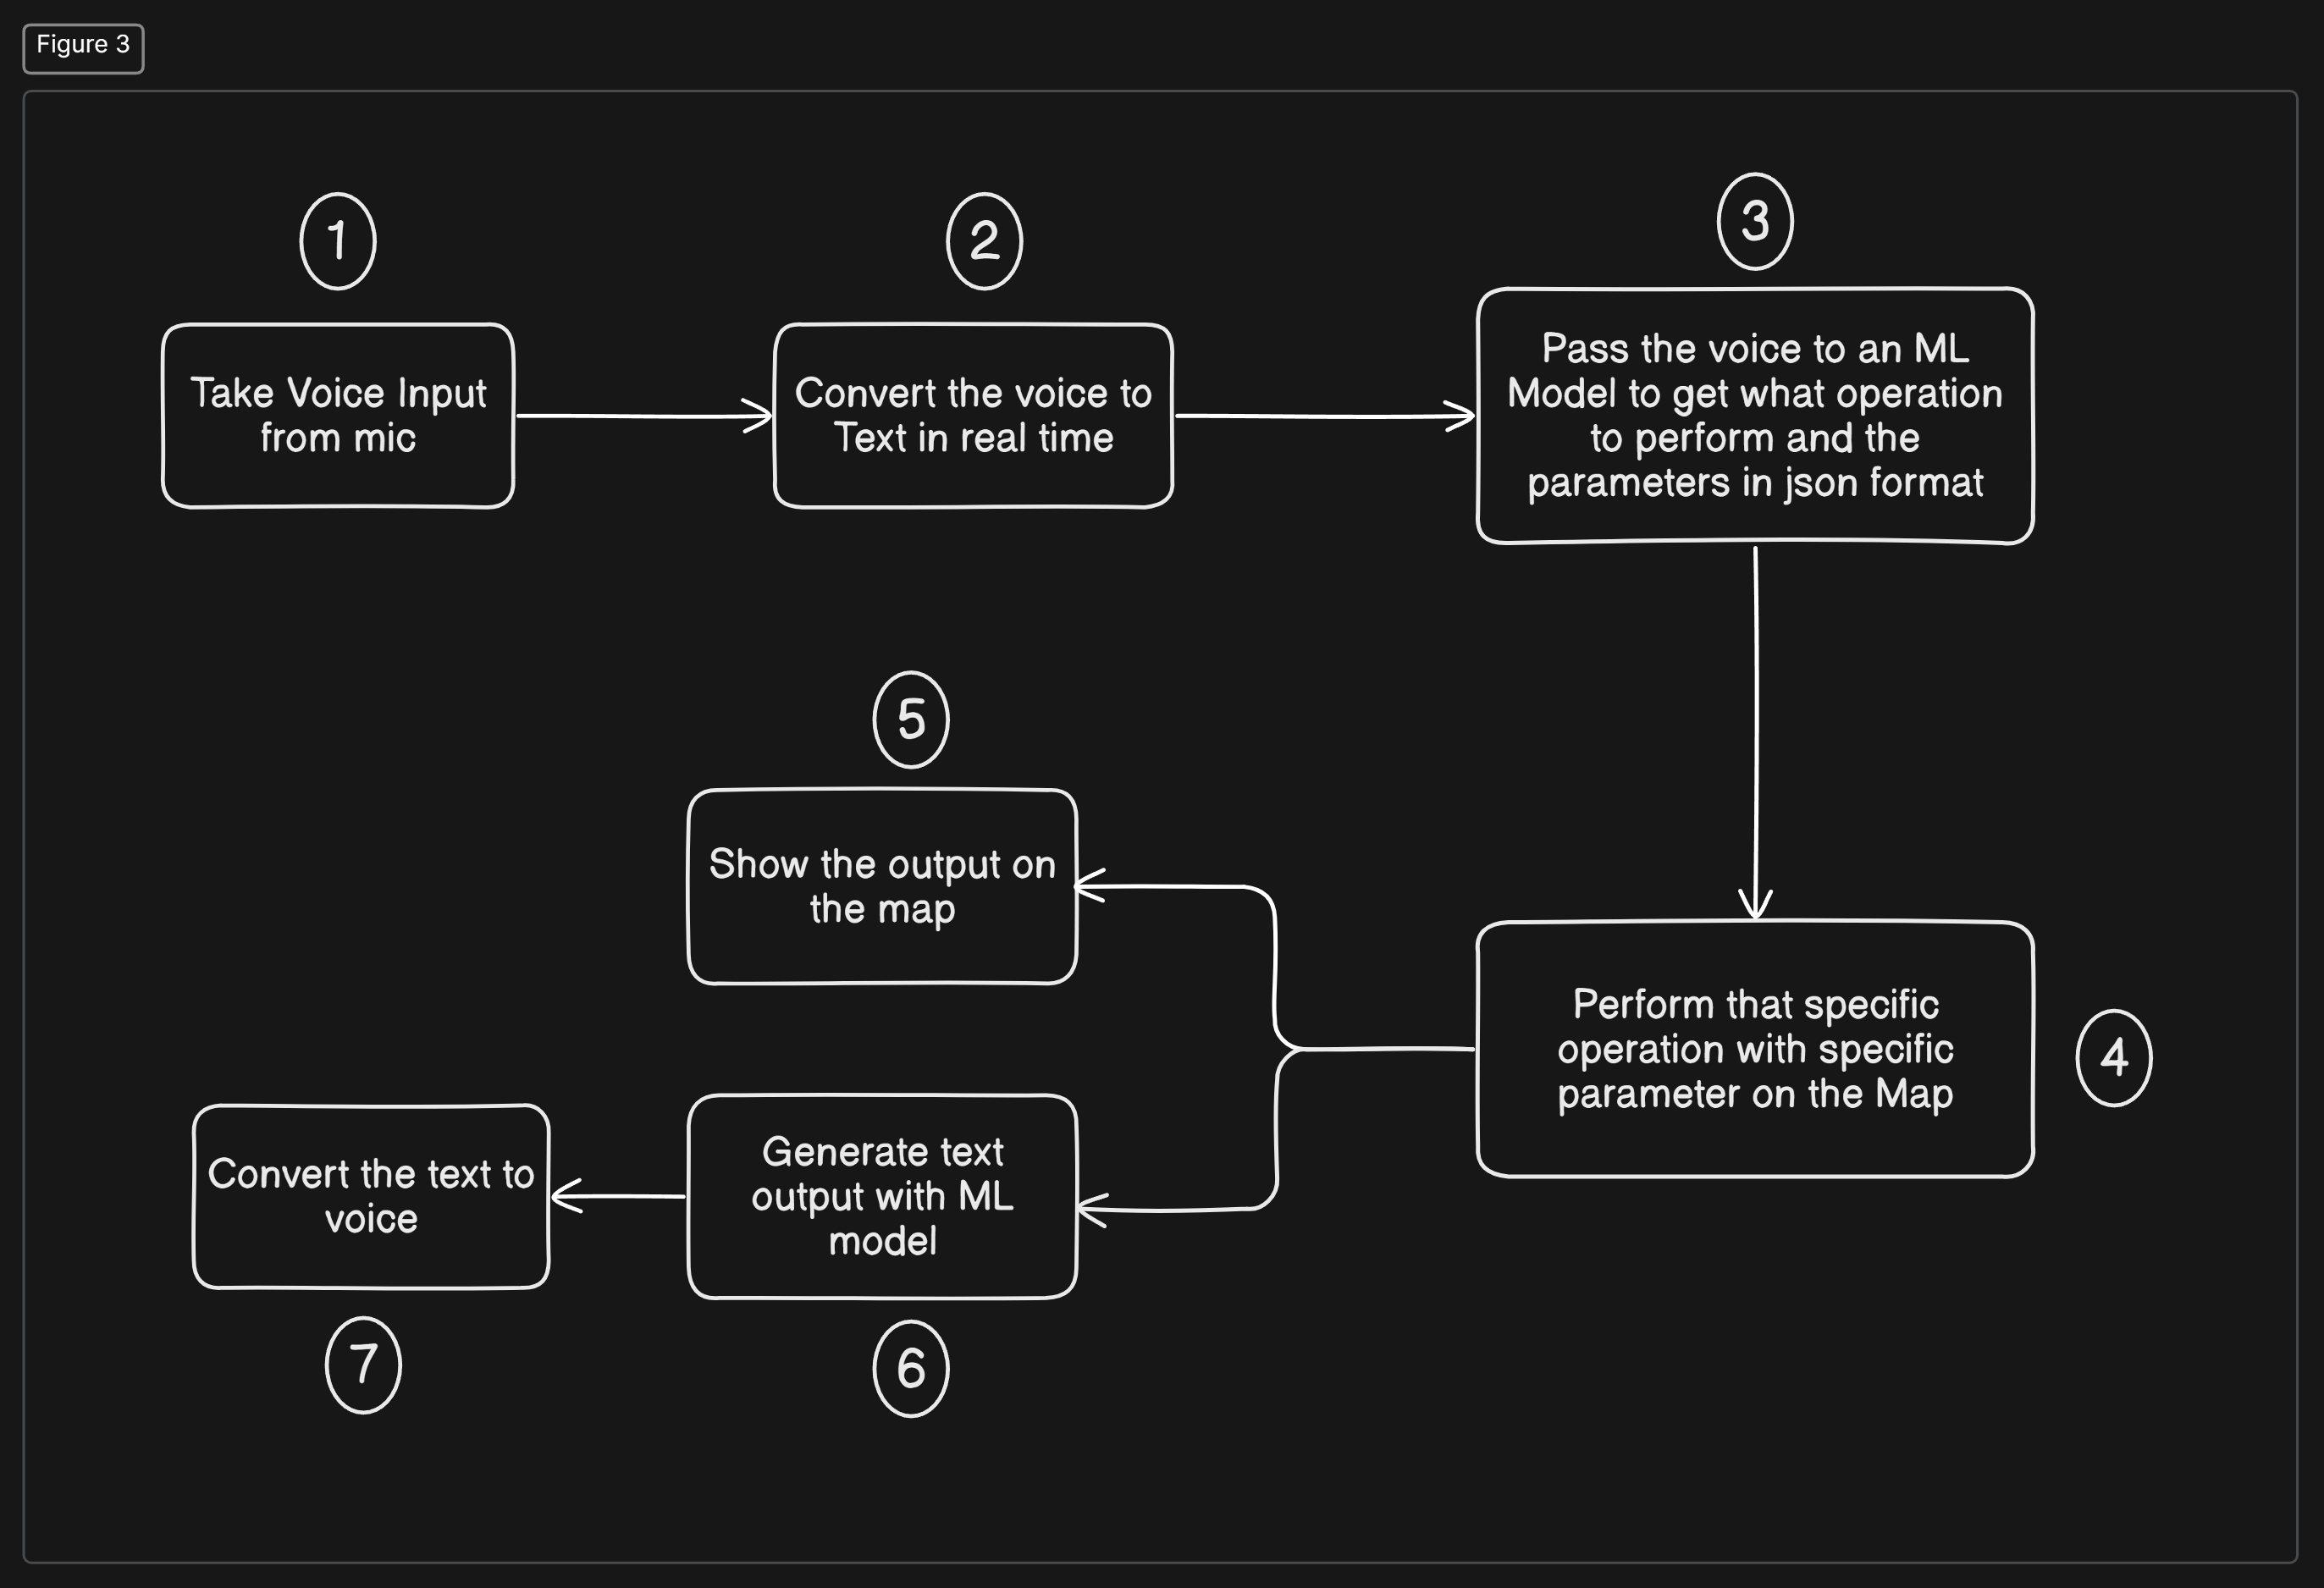 Figure 3
1
Take Voice Input
from mic
2
Convert the voice to
Text in real time
3
Pass the voice to an ML
Model to get what operation
to perform and the
parameters in json format
4
Perform that specific
operation with specific
parameter on the Map
5
Show the output on
the map
6
Generate text
output with ML
model
7
Convert the text to
voice